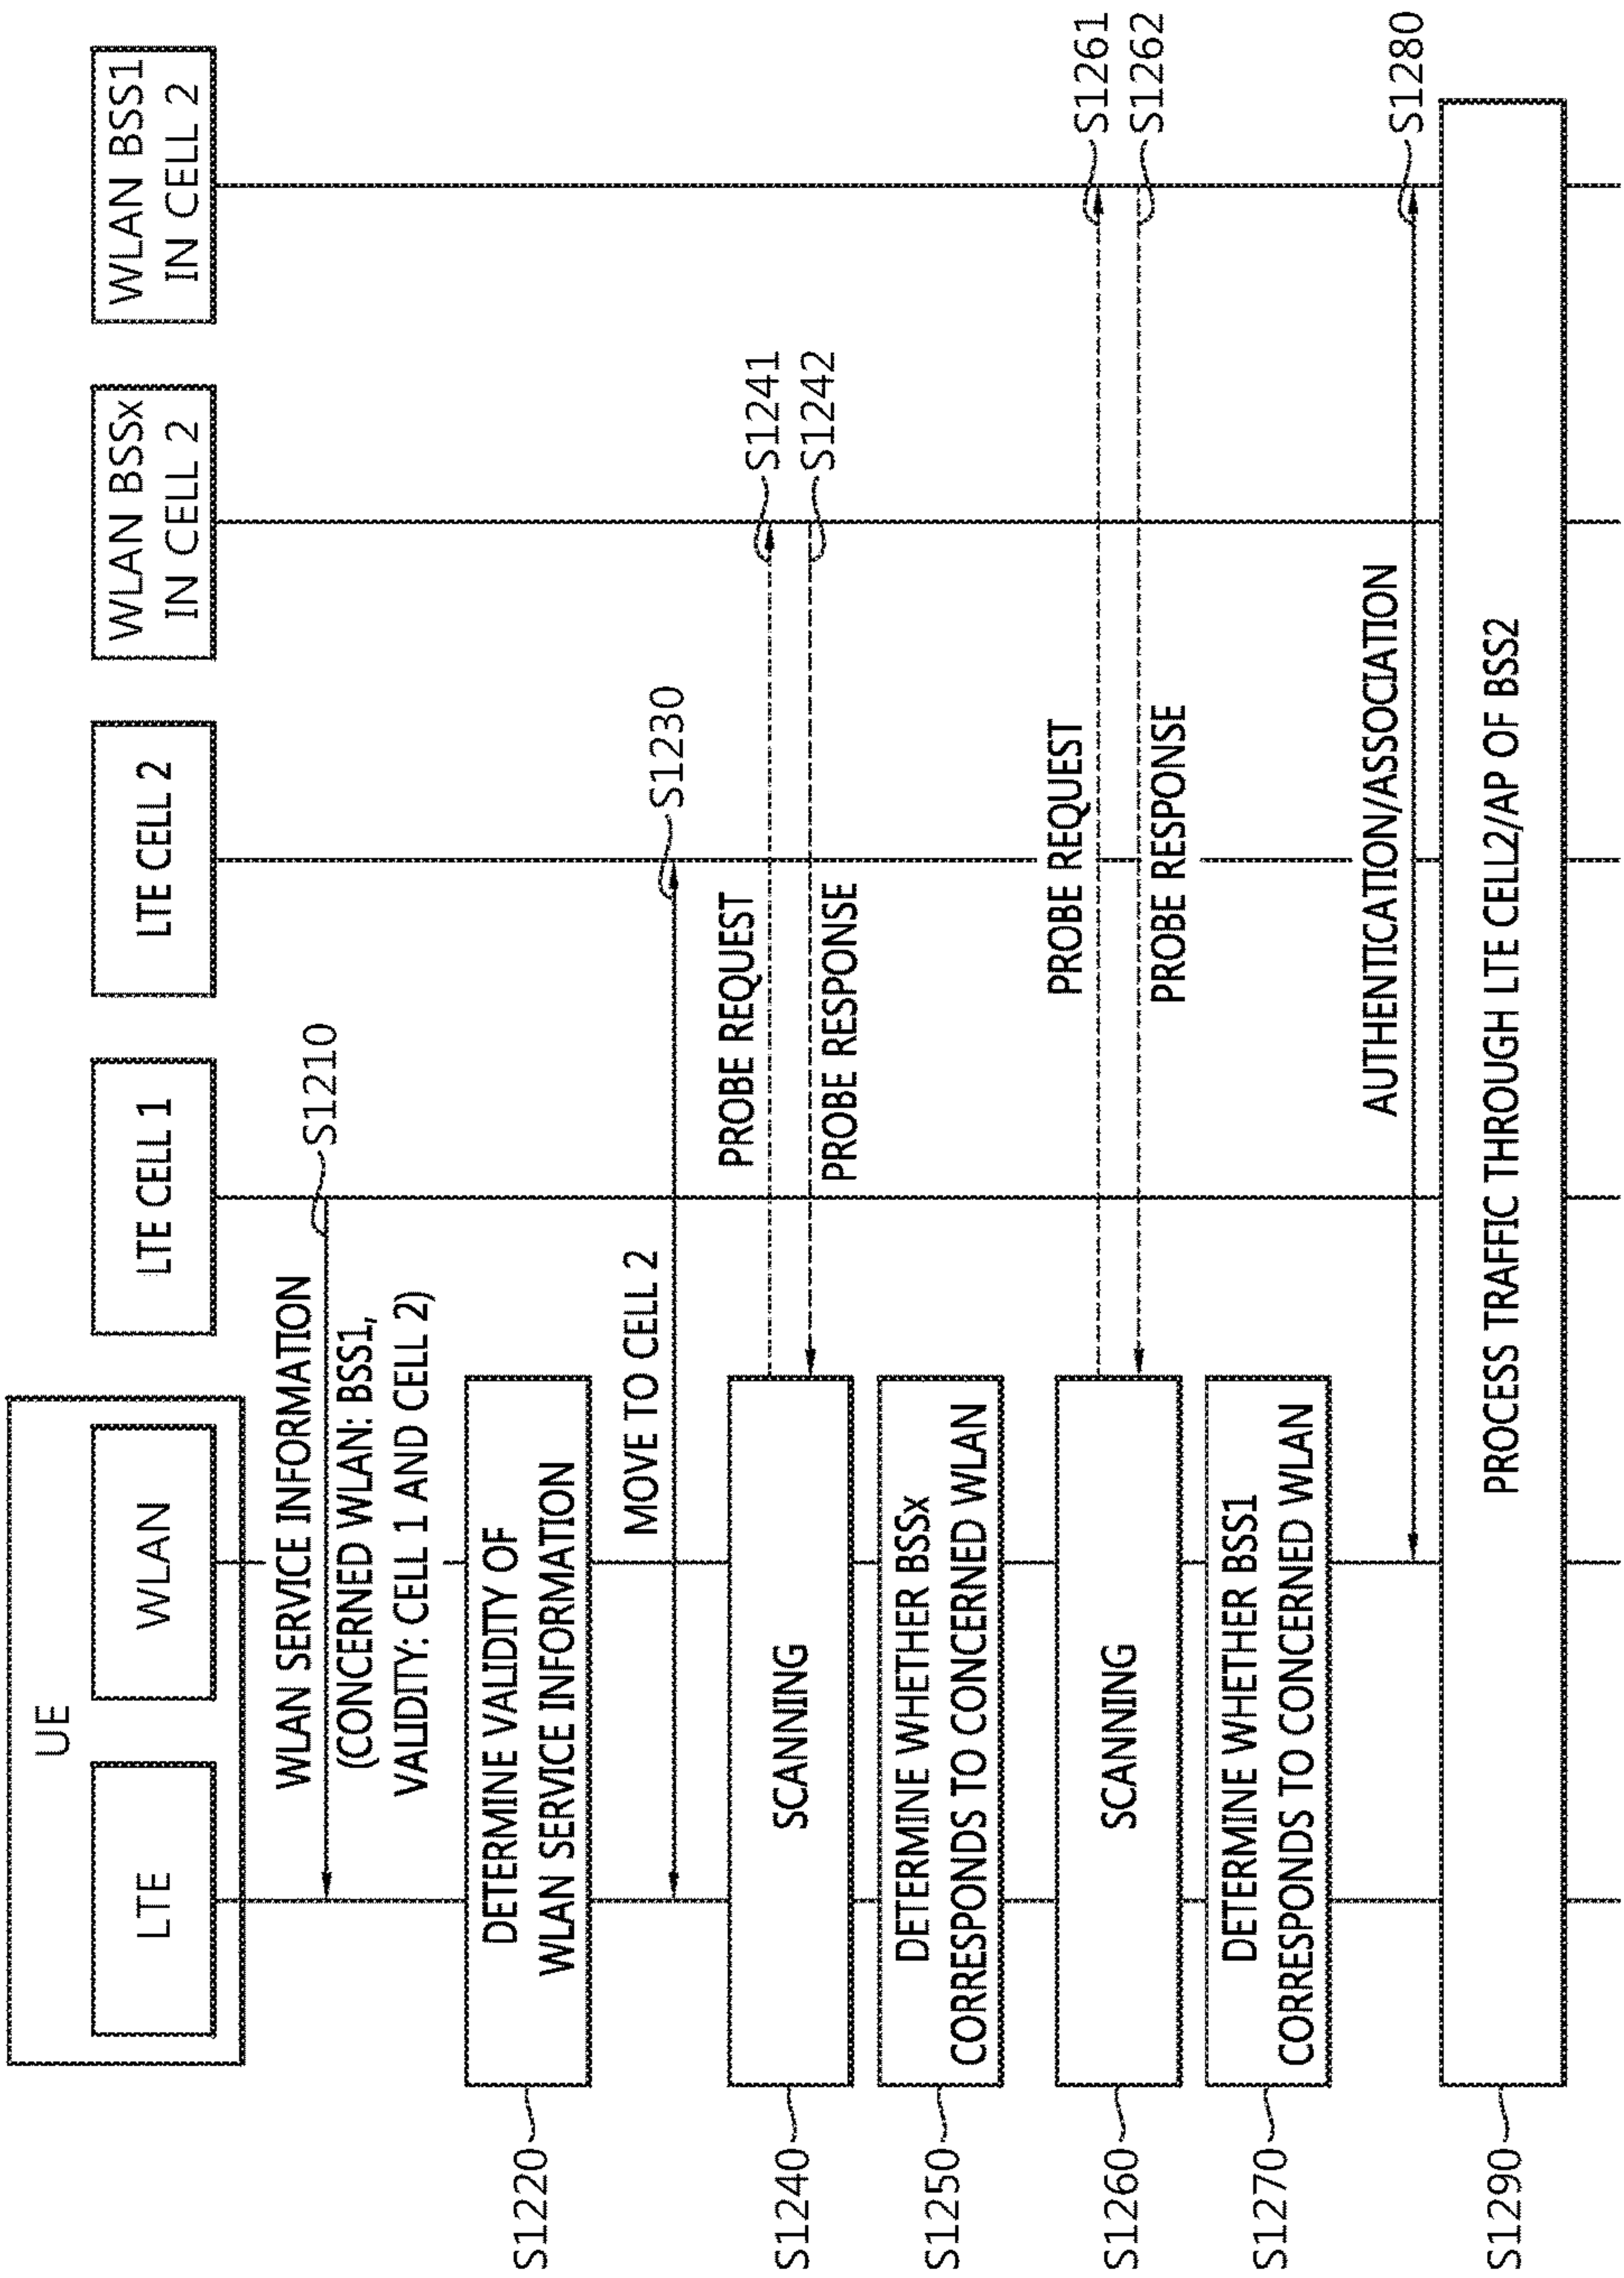 UE
LTE
WLAN
LTE CELL 1
LTE CELL 2
WLAN BSSx
IN CELL 2
WLAN BSS1
IN CELL 2
WLAN SERVICE INFORMATION
(CONCERNED WLAN: BSS1,
VALIDITY: CELL 1 AND CELL 2)
S1210
S1220
DETERMINE VALIDITY OF
WLAN SERVICE INFORMATION
MOVE TO CELL 2
S1230
S1240
SCANNING
PROBE REQUEST
S1241
PROBE RESPONSE
S1242
S1250
DETERMINE WHETHER BSSx
CORRESPONDS TO CONCERNED WLAN
S1260
SCANNING
PROBE REQUEST
S1261
PROBE RESPONSE
S1262
S1270
DETERMINE WHETHER BSS1
CORRESPONDS TO CONCERNED WLAN
AUTHENTICATION/ASSOCIATION
S1280
S1290
PROCESS TRAFFIC THROUGH LTE CELL2/AP OF BSS2